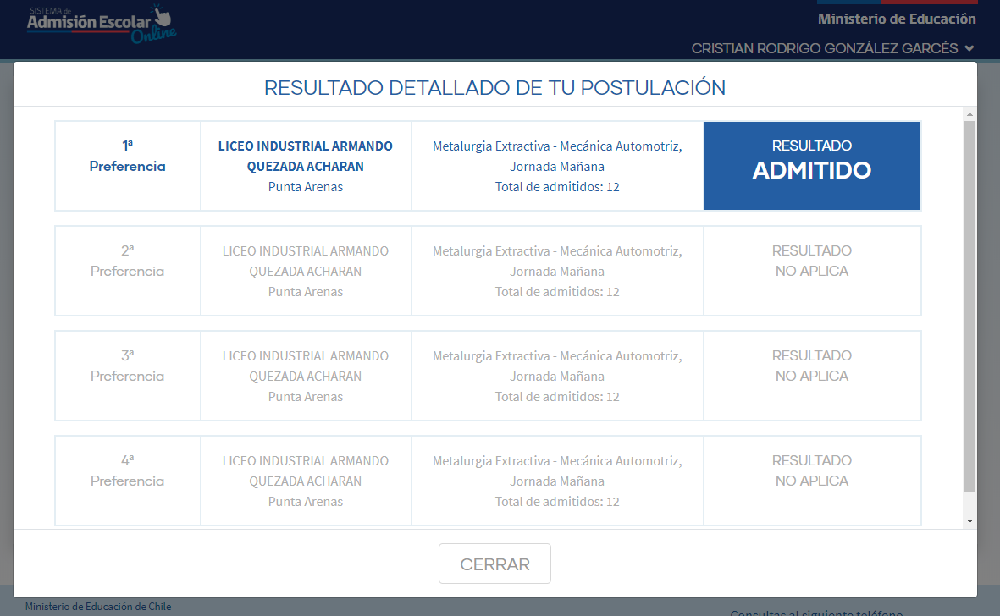 SISTEMA de
Admisión Escolar
Online
Ministerio de Educación
CRISTIAN RODRIGO GONZÁLEZ GARCÉS
RESULTADO DETALLADO DE TU POSTULACIÓN
1ª
Preferencia
LICEO INDUSTRIAL ARMANDO
QUEZADA ACHARAN
Punta Arenas
Metalurgia Extractiva - Mecánica Automotriz,
Jornada Mañana
Total de admitidos: 12
RESULTADO
ADMITIDO
2ª
Preferencia
LICEO INDUSTRIAL ARMANDO
QUEZADA ACHARAN
Punta Arenas
Metalurgia Extractiva - Mecánica Automotriz,
Jornada Mañana
Total de admitidos: 12
RESULTADO
NO APLICA
3ª
Preferencia
LICEO INDUSTRIAL ARMANDO
QUEZADA ACHARAN
Punta Arenas
Metalurgia Extractiva - Mecánica Automotriz,
Jornada Mañana
Total de admitidos: 12
RESULTADO
NO APLICA
4ª
Preferencia
LICEO INDUSTRIAL ARMANDO
QUEZADA ACHARAN
Punta Arenas
Metalurgia Extractiva - Mecánica Automotriz,
Jornada Mañana
Total de admitidos: 12
RESULTADO
NO APLICA
CERRAR
Ministerio de Educación de Chile
Consultas al siguiente teléfono